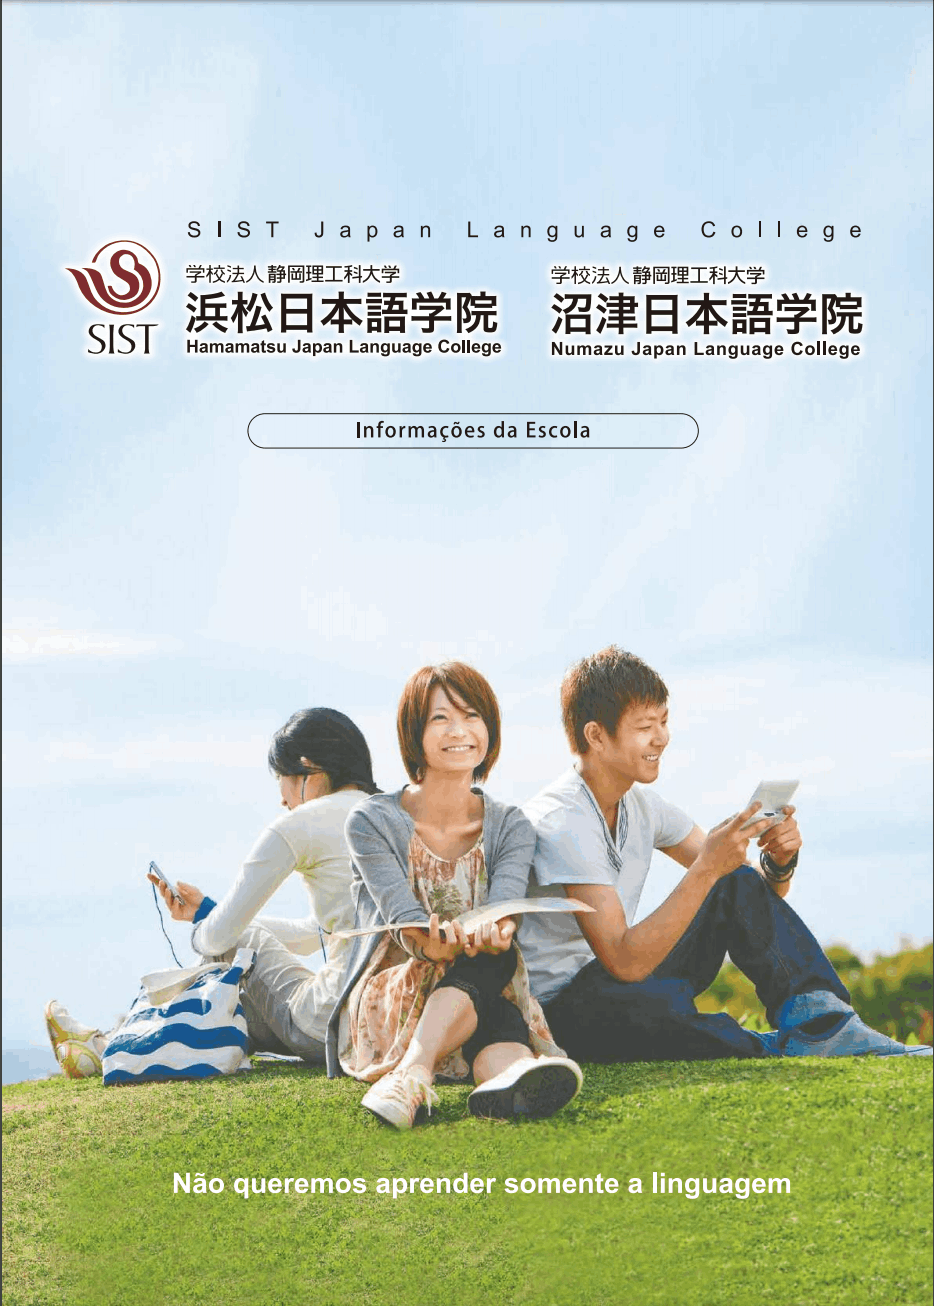 SIST Japan Language College
SIST
学校法人静岡理工科大学
浜松日本語学院
Hamamatsu Japan Language College
学校法人静岡理工科大学
沼津日本語学院
Numazu Japan Language College
Informações da Escola
Não queremos aprender somente a linguagem